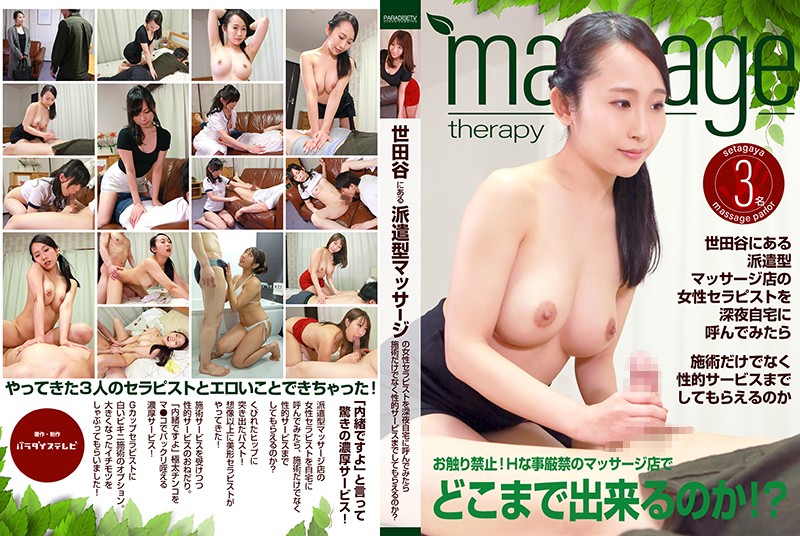 PARADISETV
massage
therapy
setagaya
3名
massage parlor
世田谷にある
派遣型
マッサージ店の
女性セラピストを
深夜自宅に
呼んでみたら
施術だけでなく
性的サービスまで
してもらえるのか
お触り禁止!Hな事厳禁のマッサージ店で
どこまで出来るのか!?
世田谷にある派遣型マッサージの女性セラピストを深夜自宅に呼んでみたら
施術だけでなく性的サービスまでしてもらえるのか?
やってきた3人のセラピストとエロいことできちゃった!
「内緒ですよ」と言って
驚きの濃厚サービス!
派遣型マッサージ店の
女性セラピストを自宅に
呼んでみたら、施術だけでなく
性的サービスまで
してもらえるのか?
くびれたヒップに
突き出たバスト!
想像以上に美形セラピストが
やってきた!
施術サービスを受けつつ
性的サービスのおねだり。
「内緒ですよ」極太チンコを
マ●コでパックリ咥える
濃厚サービス!
Gカップセラピストに
白いビキニ施術のオプション。
大きくなったイチモツを
しゃぶってもらいました!
著作・制作
パラダイステレビ